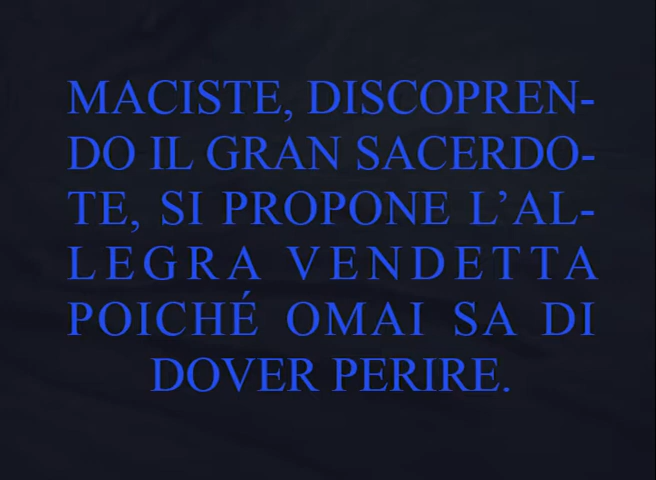 MACISTE, DISCOPREN-
DO IL GRAN SACERDO-
TE, SI PROPONE L’AL-
LEGRA VENDETTA
POICHÉ OMAI SA DI
DOVER PERIRE.